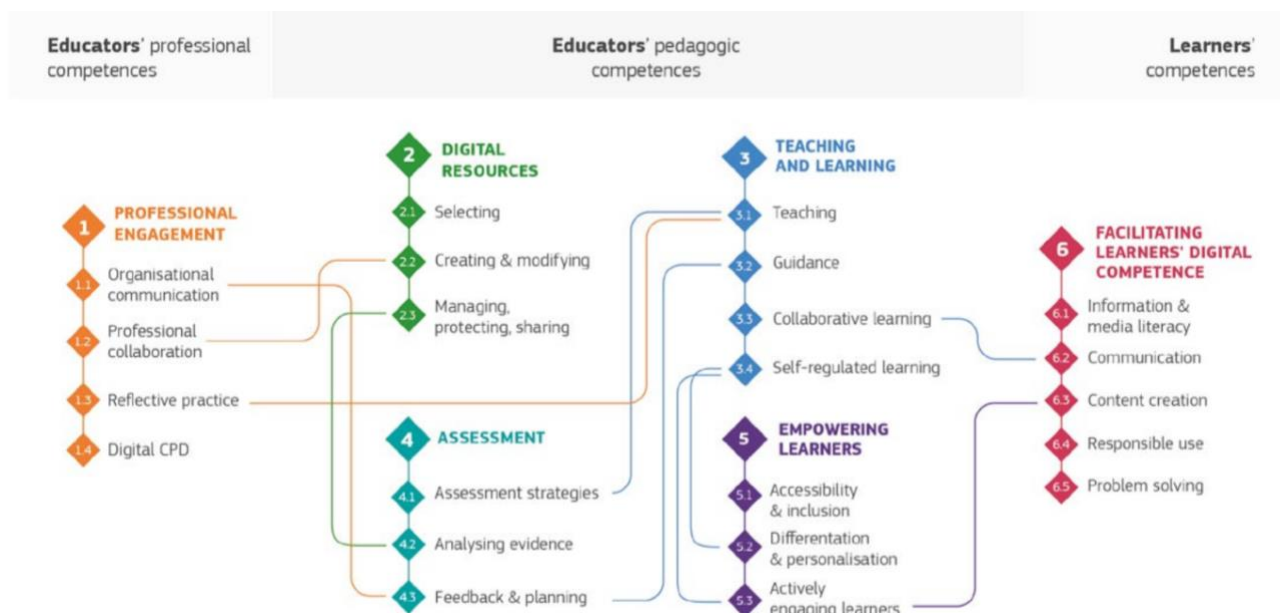 Educators' professional
competences
Educators' pedagogic
competences
Learners'
competences
1
PROFESSIONAL
ENGAGEMENT
1.1
Organisational
communication
1.2
Professional
collaboration
1.3
Reflective practice
1.4
Digital CPD
2
DIGITAL
RESOURCES
2.1
Selecting
2.2
Creating & modifying
2.3
Managing,
protecting, sharing
4
ASSESSMENT
4.1
Assessment strategies
4.2
Analysing evidence
4.3
Feedback & planning
3
TEACHING
AND LEARNING
3.1
Teaching
3.2
Guidance
3.3
Collaborative learning
3.4
Self-regulated learning
5
EMPOWERING
LEARNERS
5.1
Accessibility
& inclusion
5.2
Differentation
& personalisation
5.3
Actively
engaging learners
6
FACILITATING
LEARNERS' DIGITAL
COMPETENCE
6.1
Information &
media literacy
6.2
Communication
6.3
Content creation
6.4
Responsible use
6.5
Problem solving